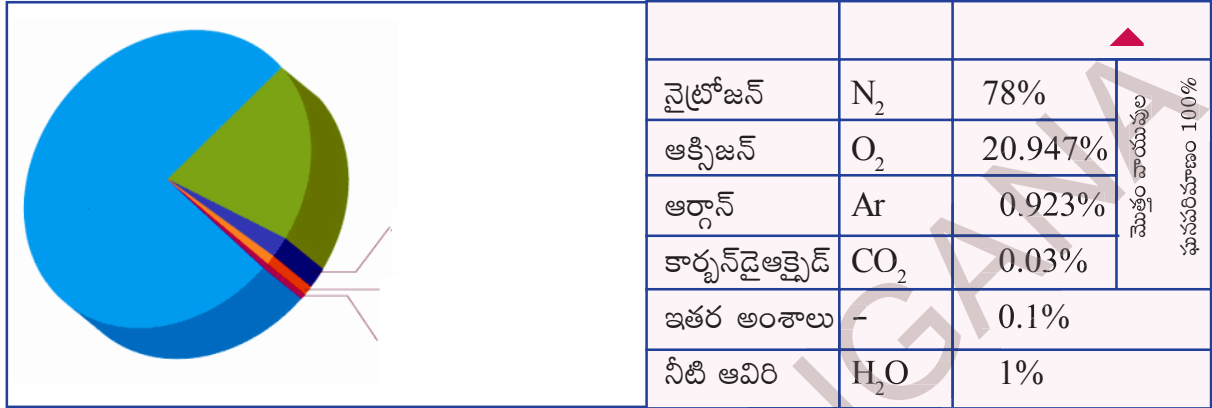 నైట్రోజన్ N₂ 78%
ఆక్సిజన్ O₂ 20.947%
ఆర్గాన్ Ar 0.923%
కార్బన్‌డైఆక్సైడ్ CO₂ 0.03%
ఇతర అంశాలు – 0.1%
నీటి ఆవిరి H₂O 1%
మొత్తం వాయువుల
ఘనపరిమాణం 100%
IGANA